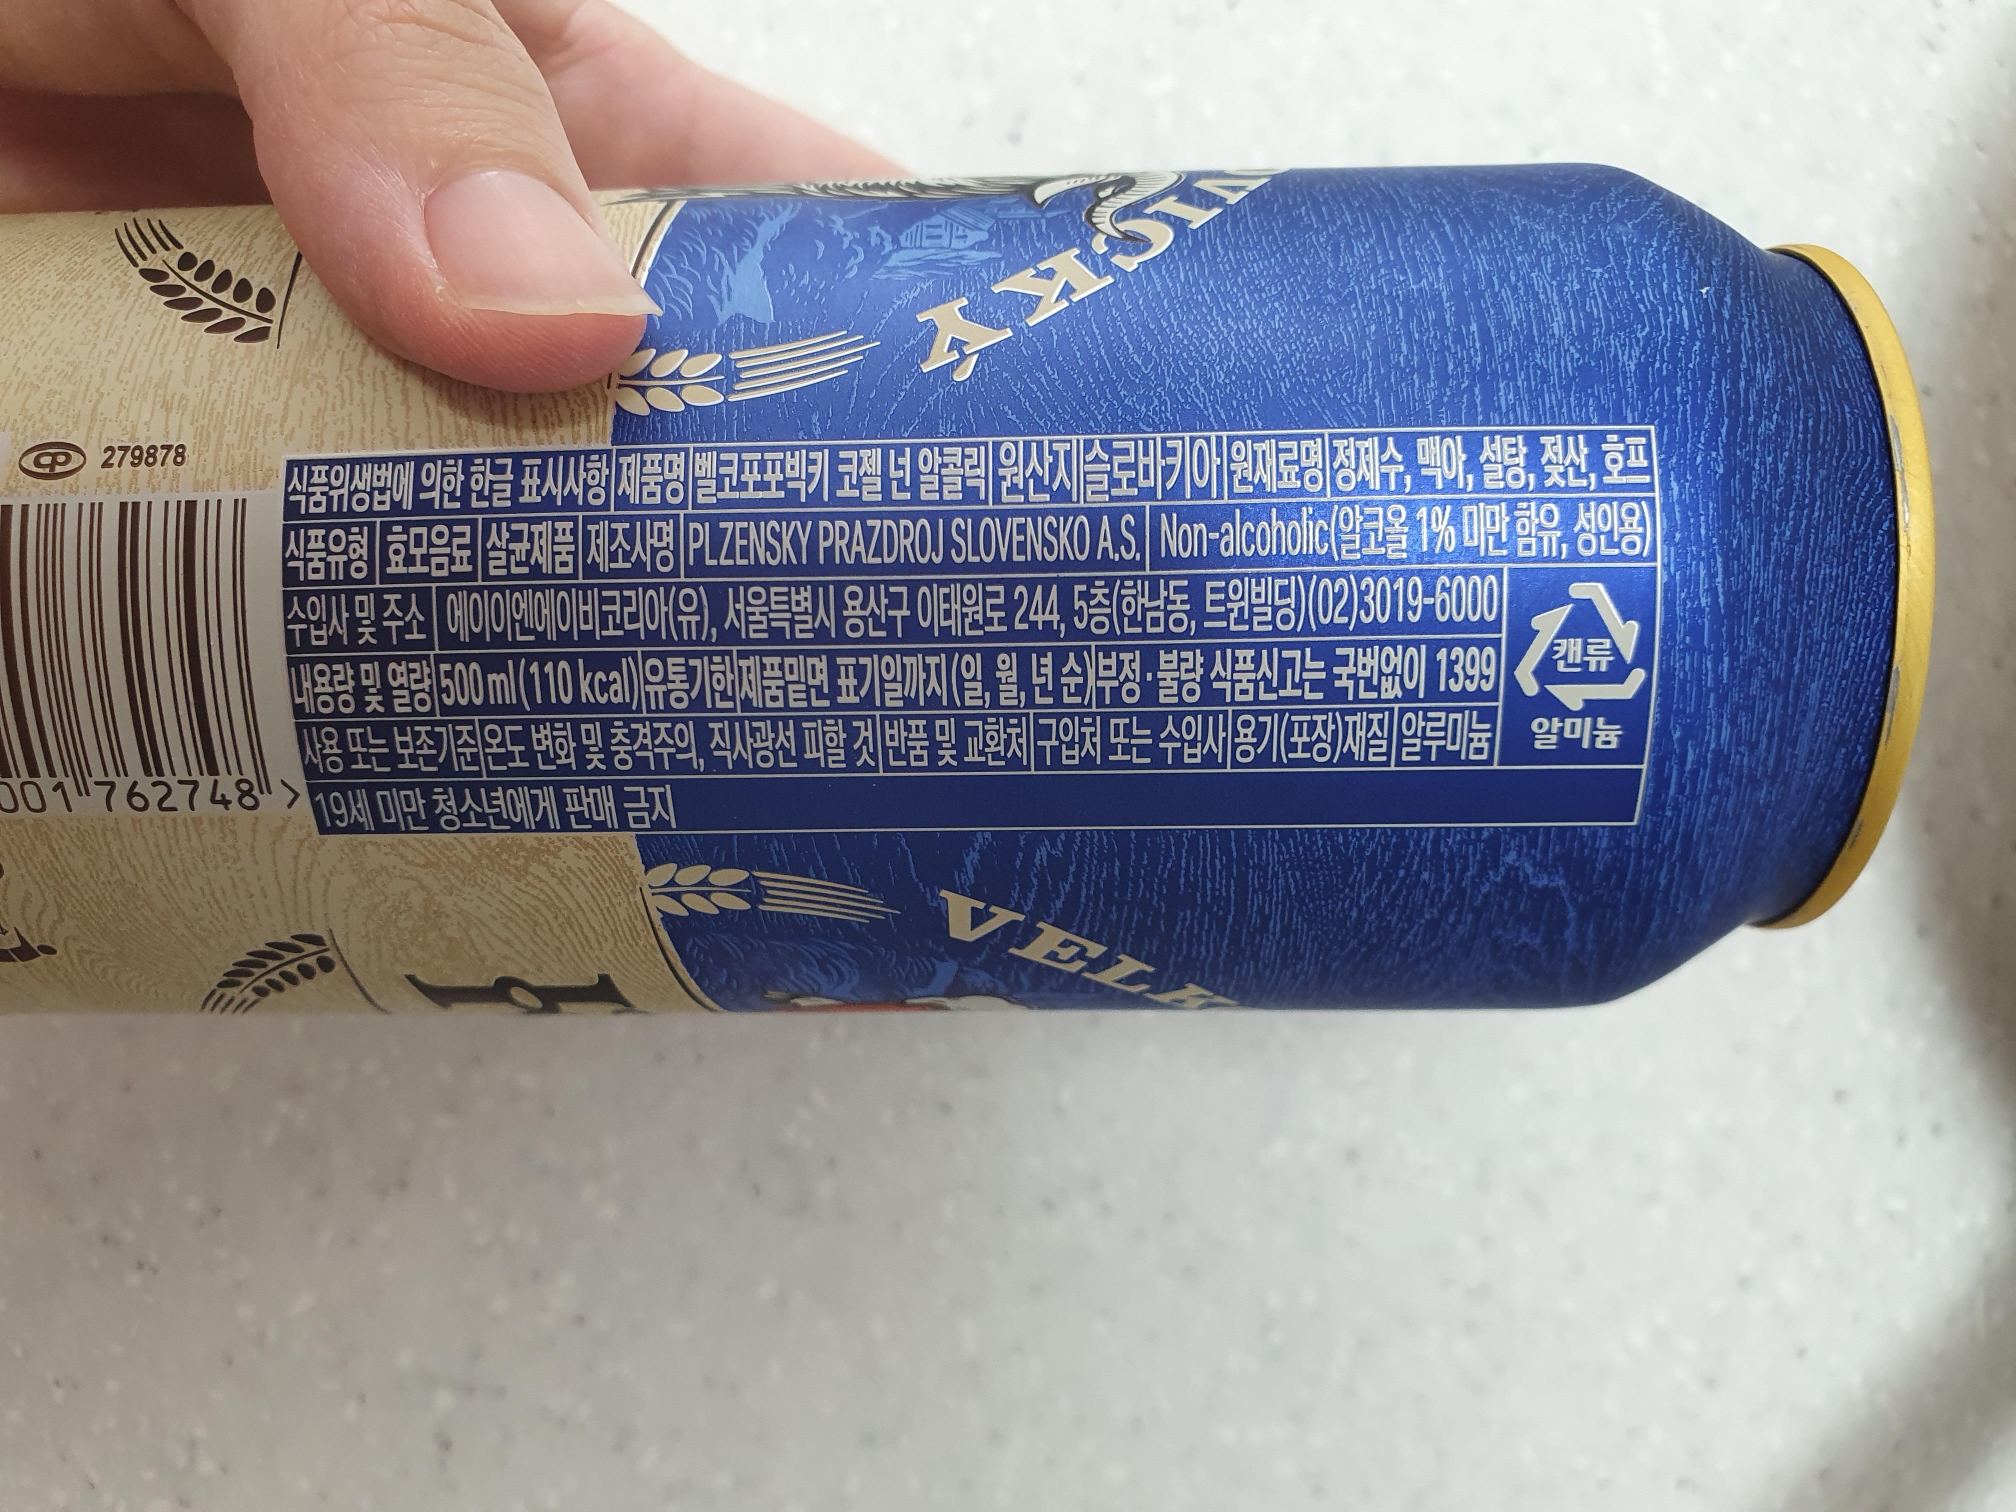 VICKÝ
CP 279878
식품위생법에 의한 한글 표시사항 제품명 벨코포포빅키 코젤 넌 알콜릭 원산지 슬로바키아 원재료명 정제수, 맥아, 설탕, 젖산, 호프
식품유형 효모음료 살균제품 제조사명 PLZENSKY PRAZDROJ SLOVENSKO A.S. Non-alcoholic(알코올 1% 미만 함유, 성인용)
수입사 및 주소 에이이엔에이비코리아(유), 서울특별시 용산구 이태원로 244, 5층(한남동, 트윈빌딩)(02)3019-6000
내용량 및 열량 500 ml(110 kcal) 유통기한 제품밑면 표기일까지(일, 월, 년 순) 부정·불량 식품신고는 국번없이 1399
캔류
사용 또는 보존기준 온도 변화 및 충격주의, 직사광선 피할 것 반품 및 교환처 구입처 또는 수입사 용기(포장)재질 알루미늄
알미늄
001 762748 >
19세 미만 청소년에게 판매 금지
VELK